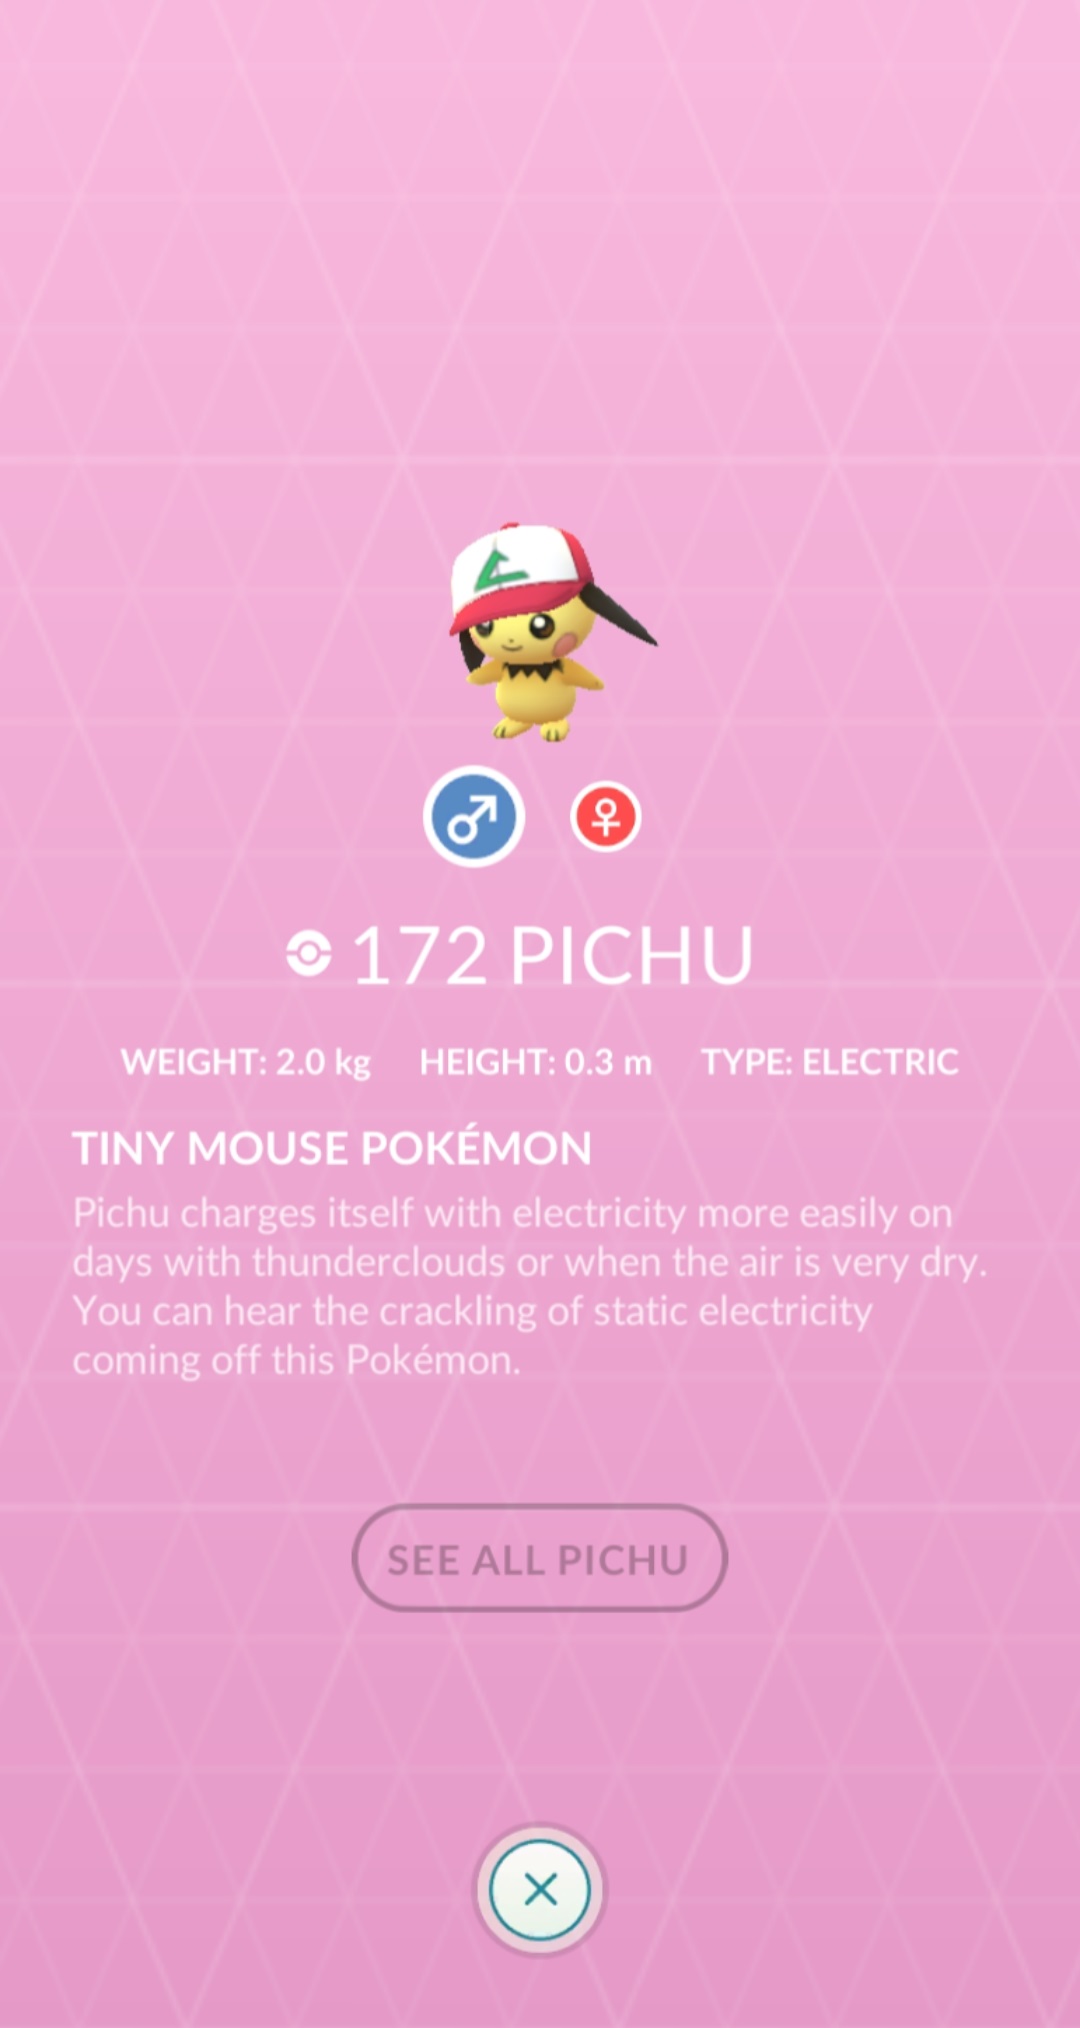 172 PICHU
WEIGHT: 2.0 kg HEIGHT: 0.3 m TYPE: ELECTRIC
TINY MOUSE POKÉMON
Pichu charges itself with electricity more easily on
days with thunderclouds or when the air is very dry.
You can hear the crackling of static electricity
coming off this Pokémon.
SEE ALL PICHU